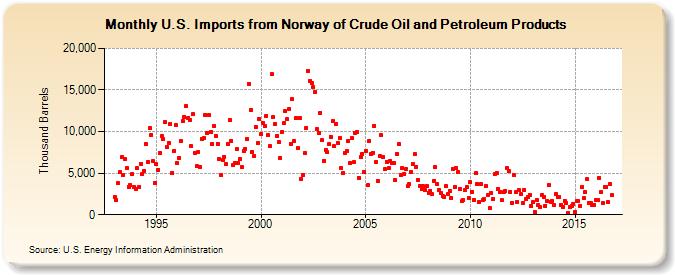 Monthly U.S. Imports from Norway of Crude Oil and Petroleum Products
Thousand Barrels
20,000
15,000
10,000
5,000
0
1995 2000 2005 2010 2015
Source: U.S. Energy Information Administration